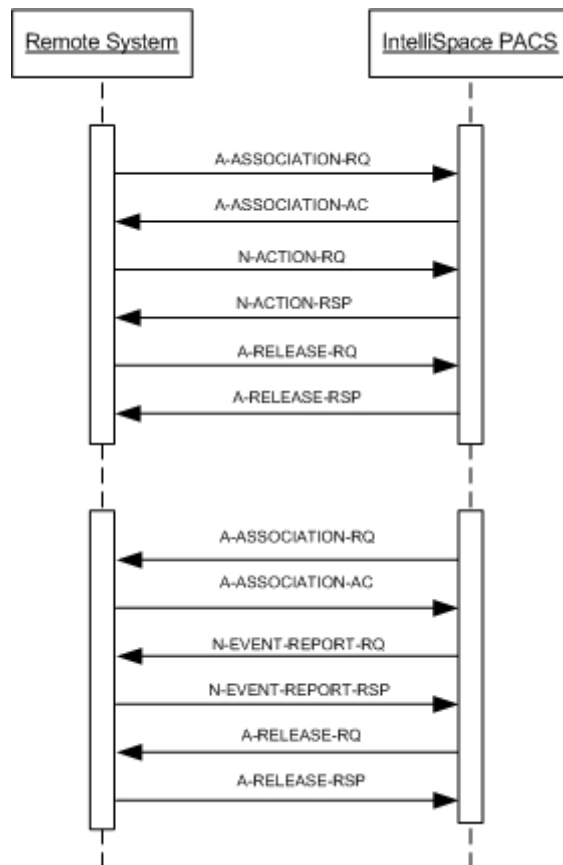 Remote System
IntelliSpace PACS
A-ASSOCIATION-RQ
A-ASSOCIATION-AC
N-ACTION-RQ
N-ACTION-RSP
A-RELEASE-RQ
A-RELEASE-RSP
A-ASSOCIATION-RQ
A-ASSOCIATION-AC
N-EVENT-REPORT-RQ
N-EVENT-REPORT-RSP
A-RELEASE-RQ
A-RELEASE-RSP